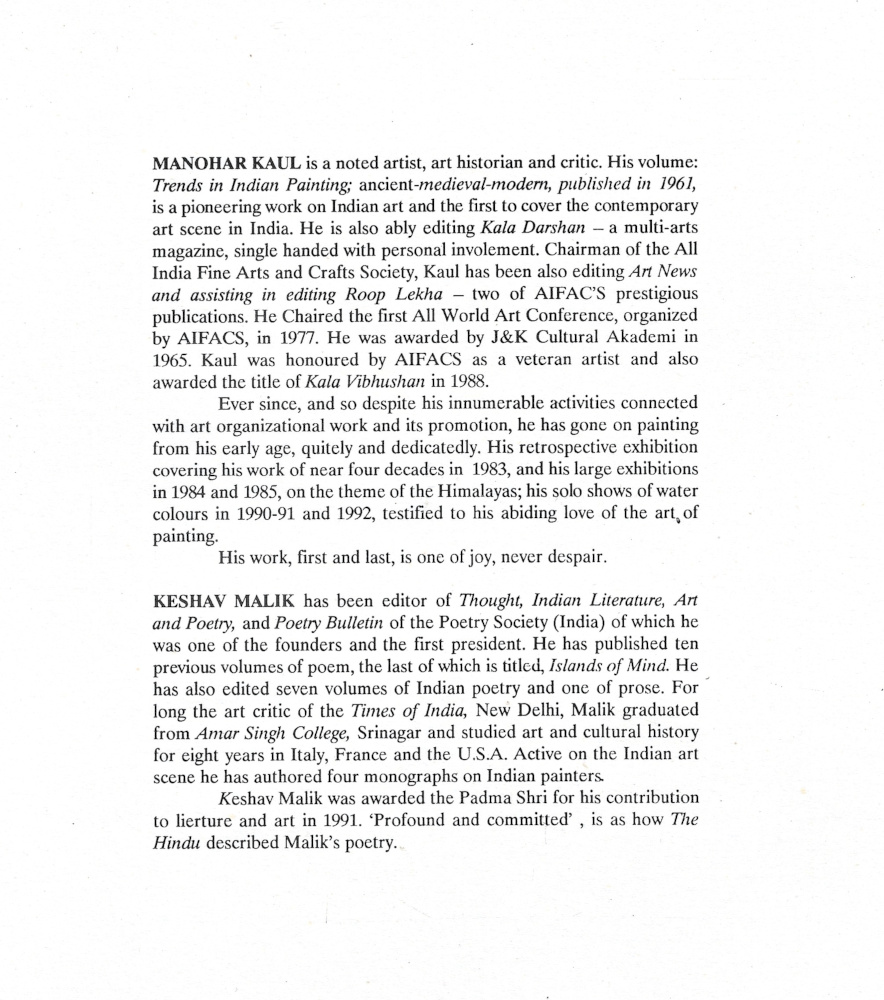 MANOHAR KAUL is a noted artist, art historian and critic. His volume:
Trends in Indian Painting; ancient-medieval-modern, published in 1961,
is a pioneering work on Indian art and the first to cover the contemporary
art scene in India. He is also ably editing Kala Darshan – a multi-arts
magazine, single handed with personal involement. Chairman of the All
India Fine Arts and Crafts Society, Kaul has been also editing Art News
and assisting in editing Roop Lekha – two of AIFAC'S prestigious
publications. He Chaired the first All World Art Conference, organized
by AIFACS, in 1977. He was awarded by J&K Cultural Akademi in
1965. Kaul was honoured by AIFACS as a veteran artist and also
awarded the title of Kala Vibhushan in 1988.
Ever since, and so despite his innumerable activities connected
with art organizational work and its promotion, he has gone on painting
from his early age, quitely and dedicatedly. His retrospective exhibition
covering his work of near four decades in 1983, and his large exhibitions
in 1984 and 1985, on the theme of the Himalayas; his solo shows of water
colours in 1990-91 and 1992, testified to his abiding love of the art, of
painting.
His work, first and last, is one of joy, never despair.
KESHAV MALIK has been editor of Thought, Indian Literature, Art
and Poetry, and Poetry Bulletin of the Poetry Society (India) of which he
was one of the founders and the first president. He has published ten
previous volumes of poem, the last of which is titled, Islands of Mind. He
has also edited seven volumes of Indian poetry and one of prose. For
long the art critic of the Times of India, New Delhi, Malik graduated
from Amar Singh College, Srinagar and studied art and cultural history
for eight years in Italy, France and the U.S.A. Active on the Indian art
scene he has authored four monographs on Indian painters.
Keshav Malik was awarded the Padma Shri for his contribution
to lierture and art in 1991. 'Profound and committed' , is as how The
Hindu described Malik's poetry.